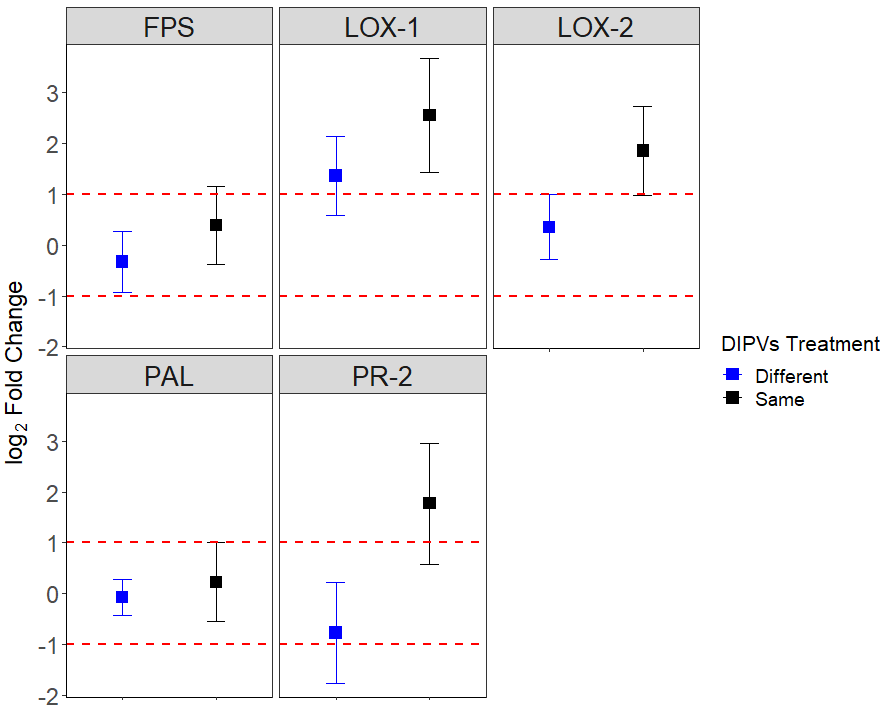 FPS LOX-1 LOX-2
3
2
1
0
-1
-2
PAL PR-2
3
2
1
0
-1
-2
log2 Fold Change
DIPVs Treatment
Different
Same